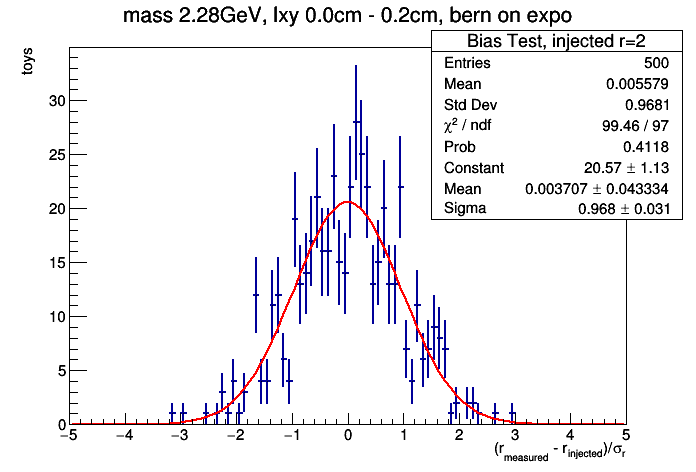 mass 2.28GeV, lxy 0.0cm - 0.2cm, bern on expo
Bias Test, injected r=2
Entries 500
Mean 0.005579
Std Dev 0.9681
χ² / ndf 99.46 / 97
Prob 0.4118
Constant 20.57 ± 1.13
Mean 0.003707 ± 0.043334
Sigma 0.968 ± 0.031
toys
30
25
20
15
10
5
0
−5 −4 −3 −2 −1 0 1 2 3 4 5
(r_measured - r_injected)/σ_r